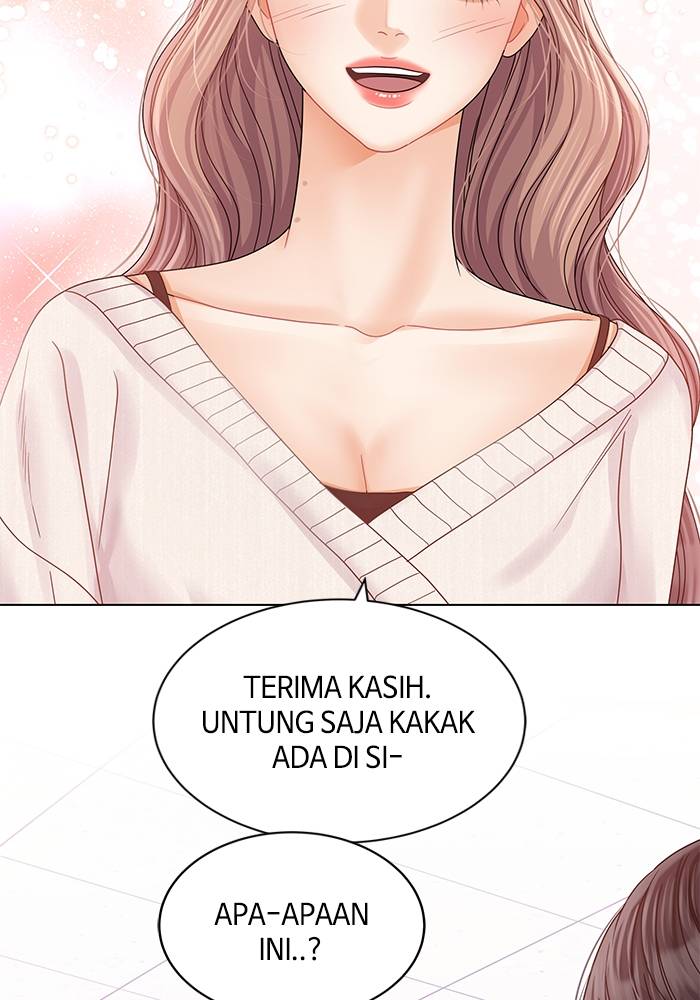 TERIMA KASIH.
UNTUNG SAJA KAKAK
ADA DI SI-
APA-APAAN
INI..?